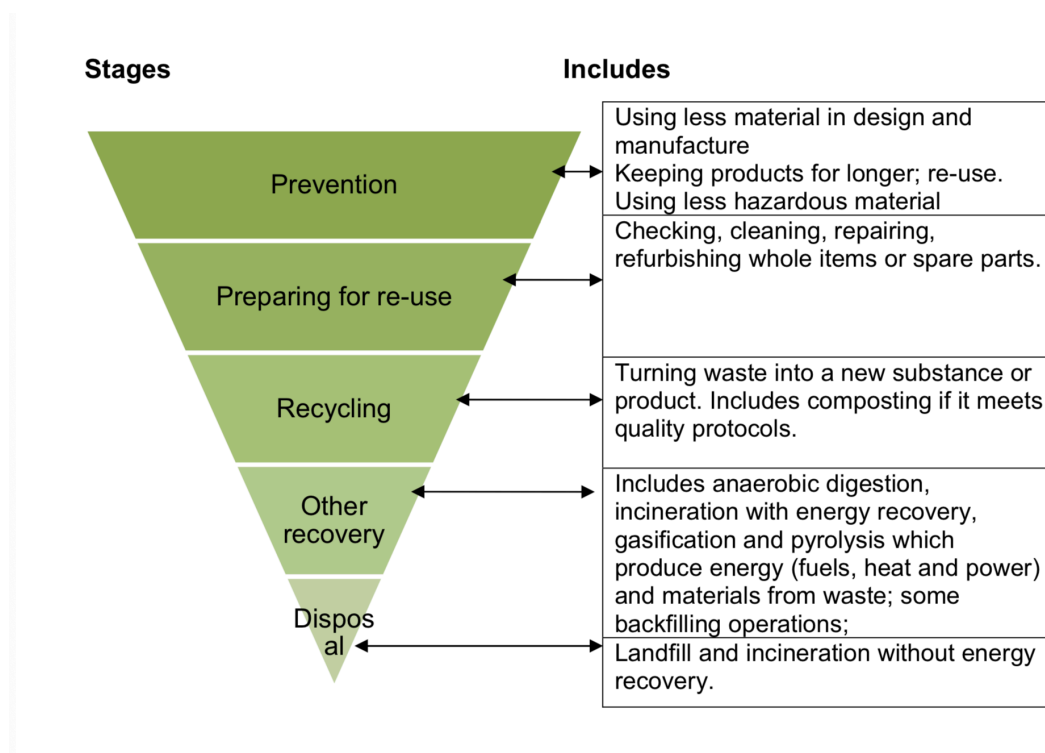 Stages
Includes
Prevention
Using less material in design and
manufacture
Keeping products for longer; re-use.
Using less hazardous material
Preparing for re-use
Checking, cleaning, repairing,
refurbishing whole items or spare parts.
Recycling
Turning waste into a new substance or
product. Includes composting if it meets
quality protocols.
Other
recovery
Includes anaerobic digestion,
incineration with energy recovery,
gasification and pyrolysis which
produce energy (fuels, heat and power)
and materials from waste; some
backfilling operations;
Dispos
al
Landfill and incineration without energy
recovery.